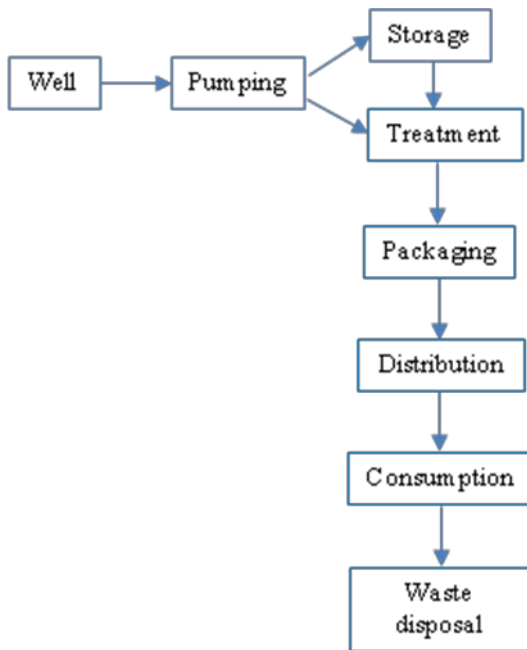 Storage
Well
Pumping
Treatment
Packaging
Distribution
Consumption
Waste
disposal